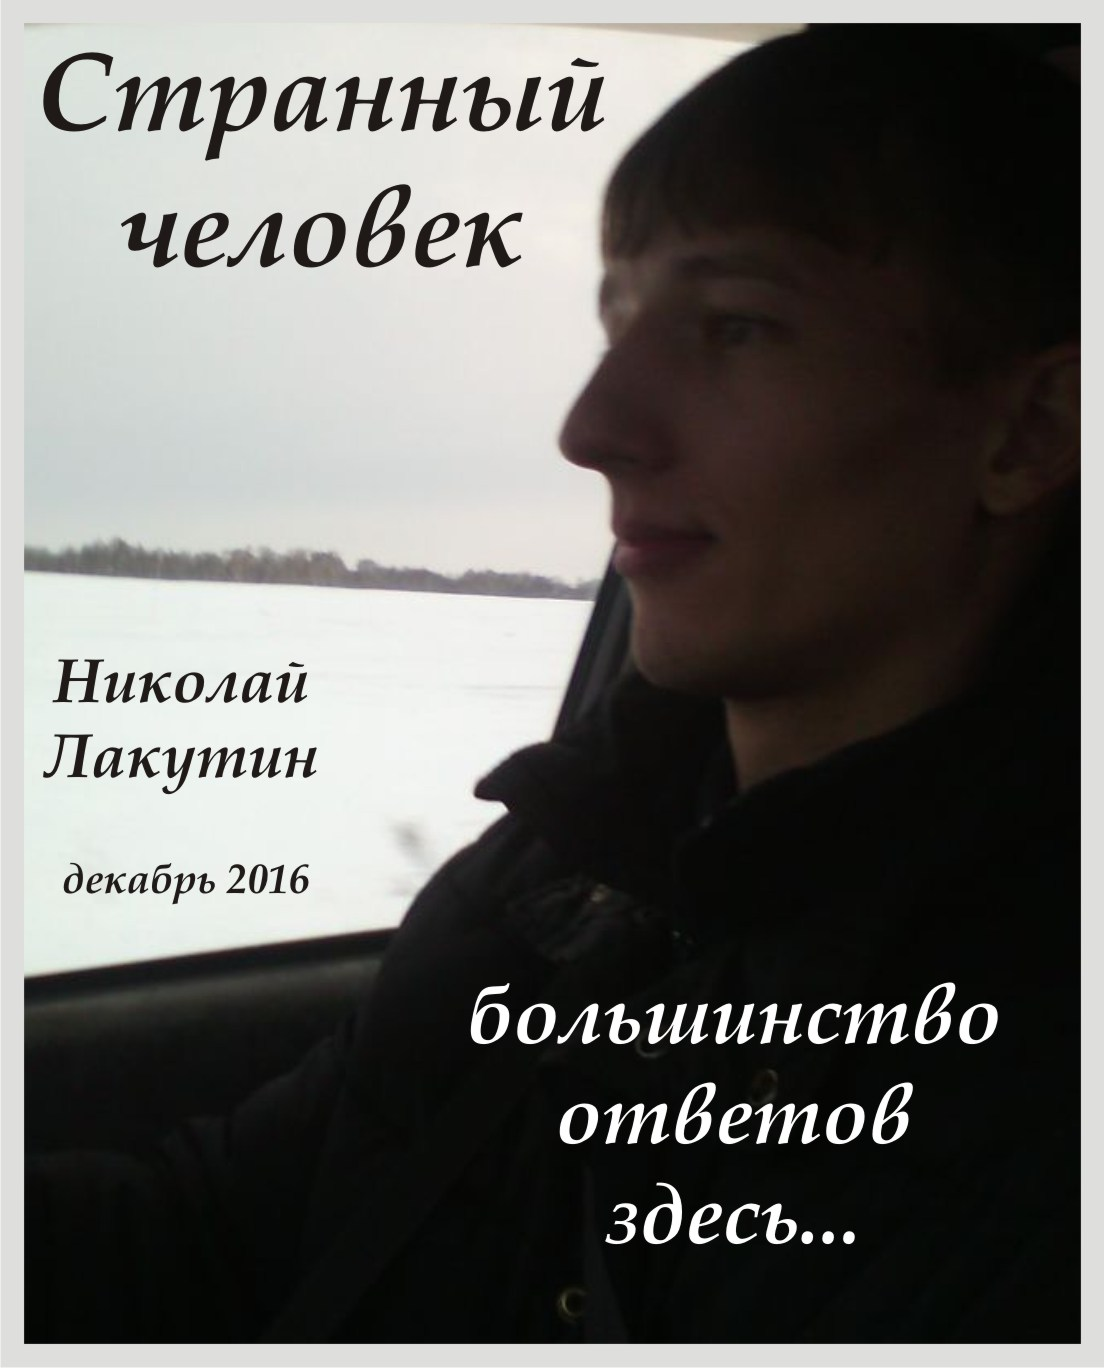 Странный
человек
Николай
Лакутин
декабрь 2016
большинство
ответов
здесь...